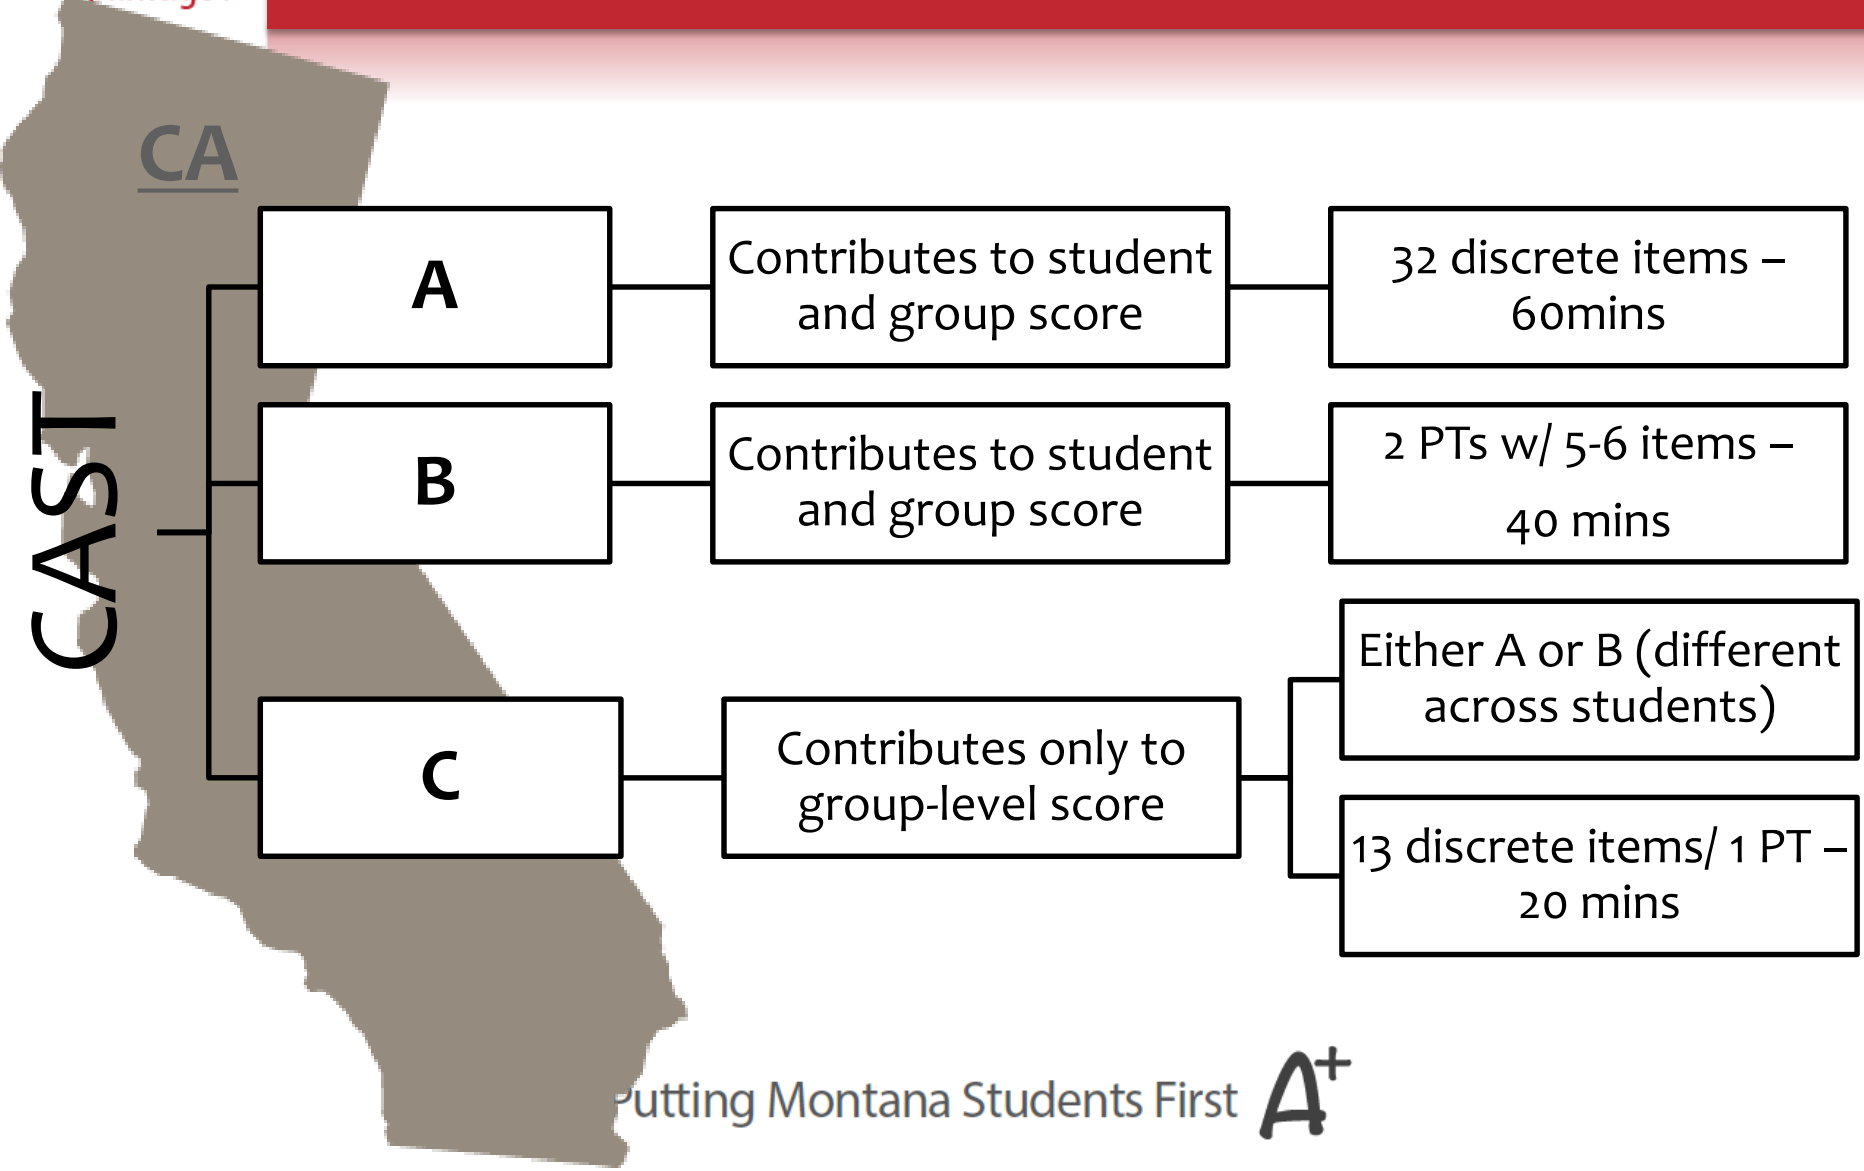 CA
CAST
A
Contributes to student
and group score
32 discrete items –
60mins
B
Contributes to student
and group score
2 PTs w/ 5-6 items –
40 mins
C
Contributes only to
group-level score
Either A or B (different
across students)
13 discrete items/ 1 PT –
20 mins
Putting Montana Students First A+